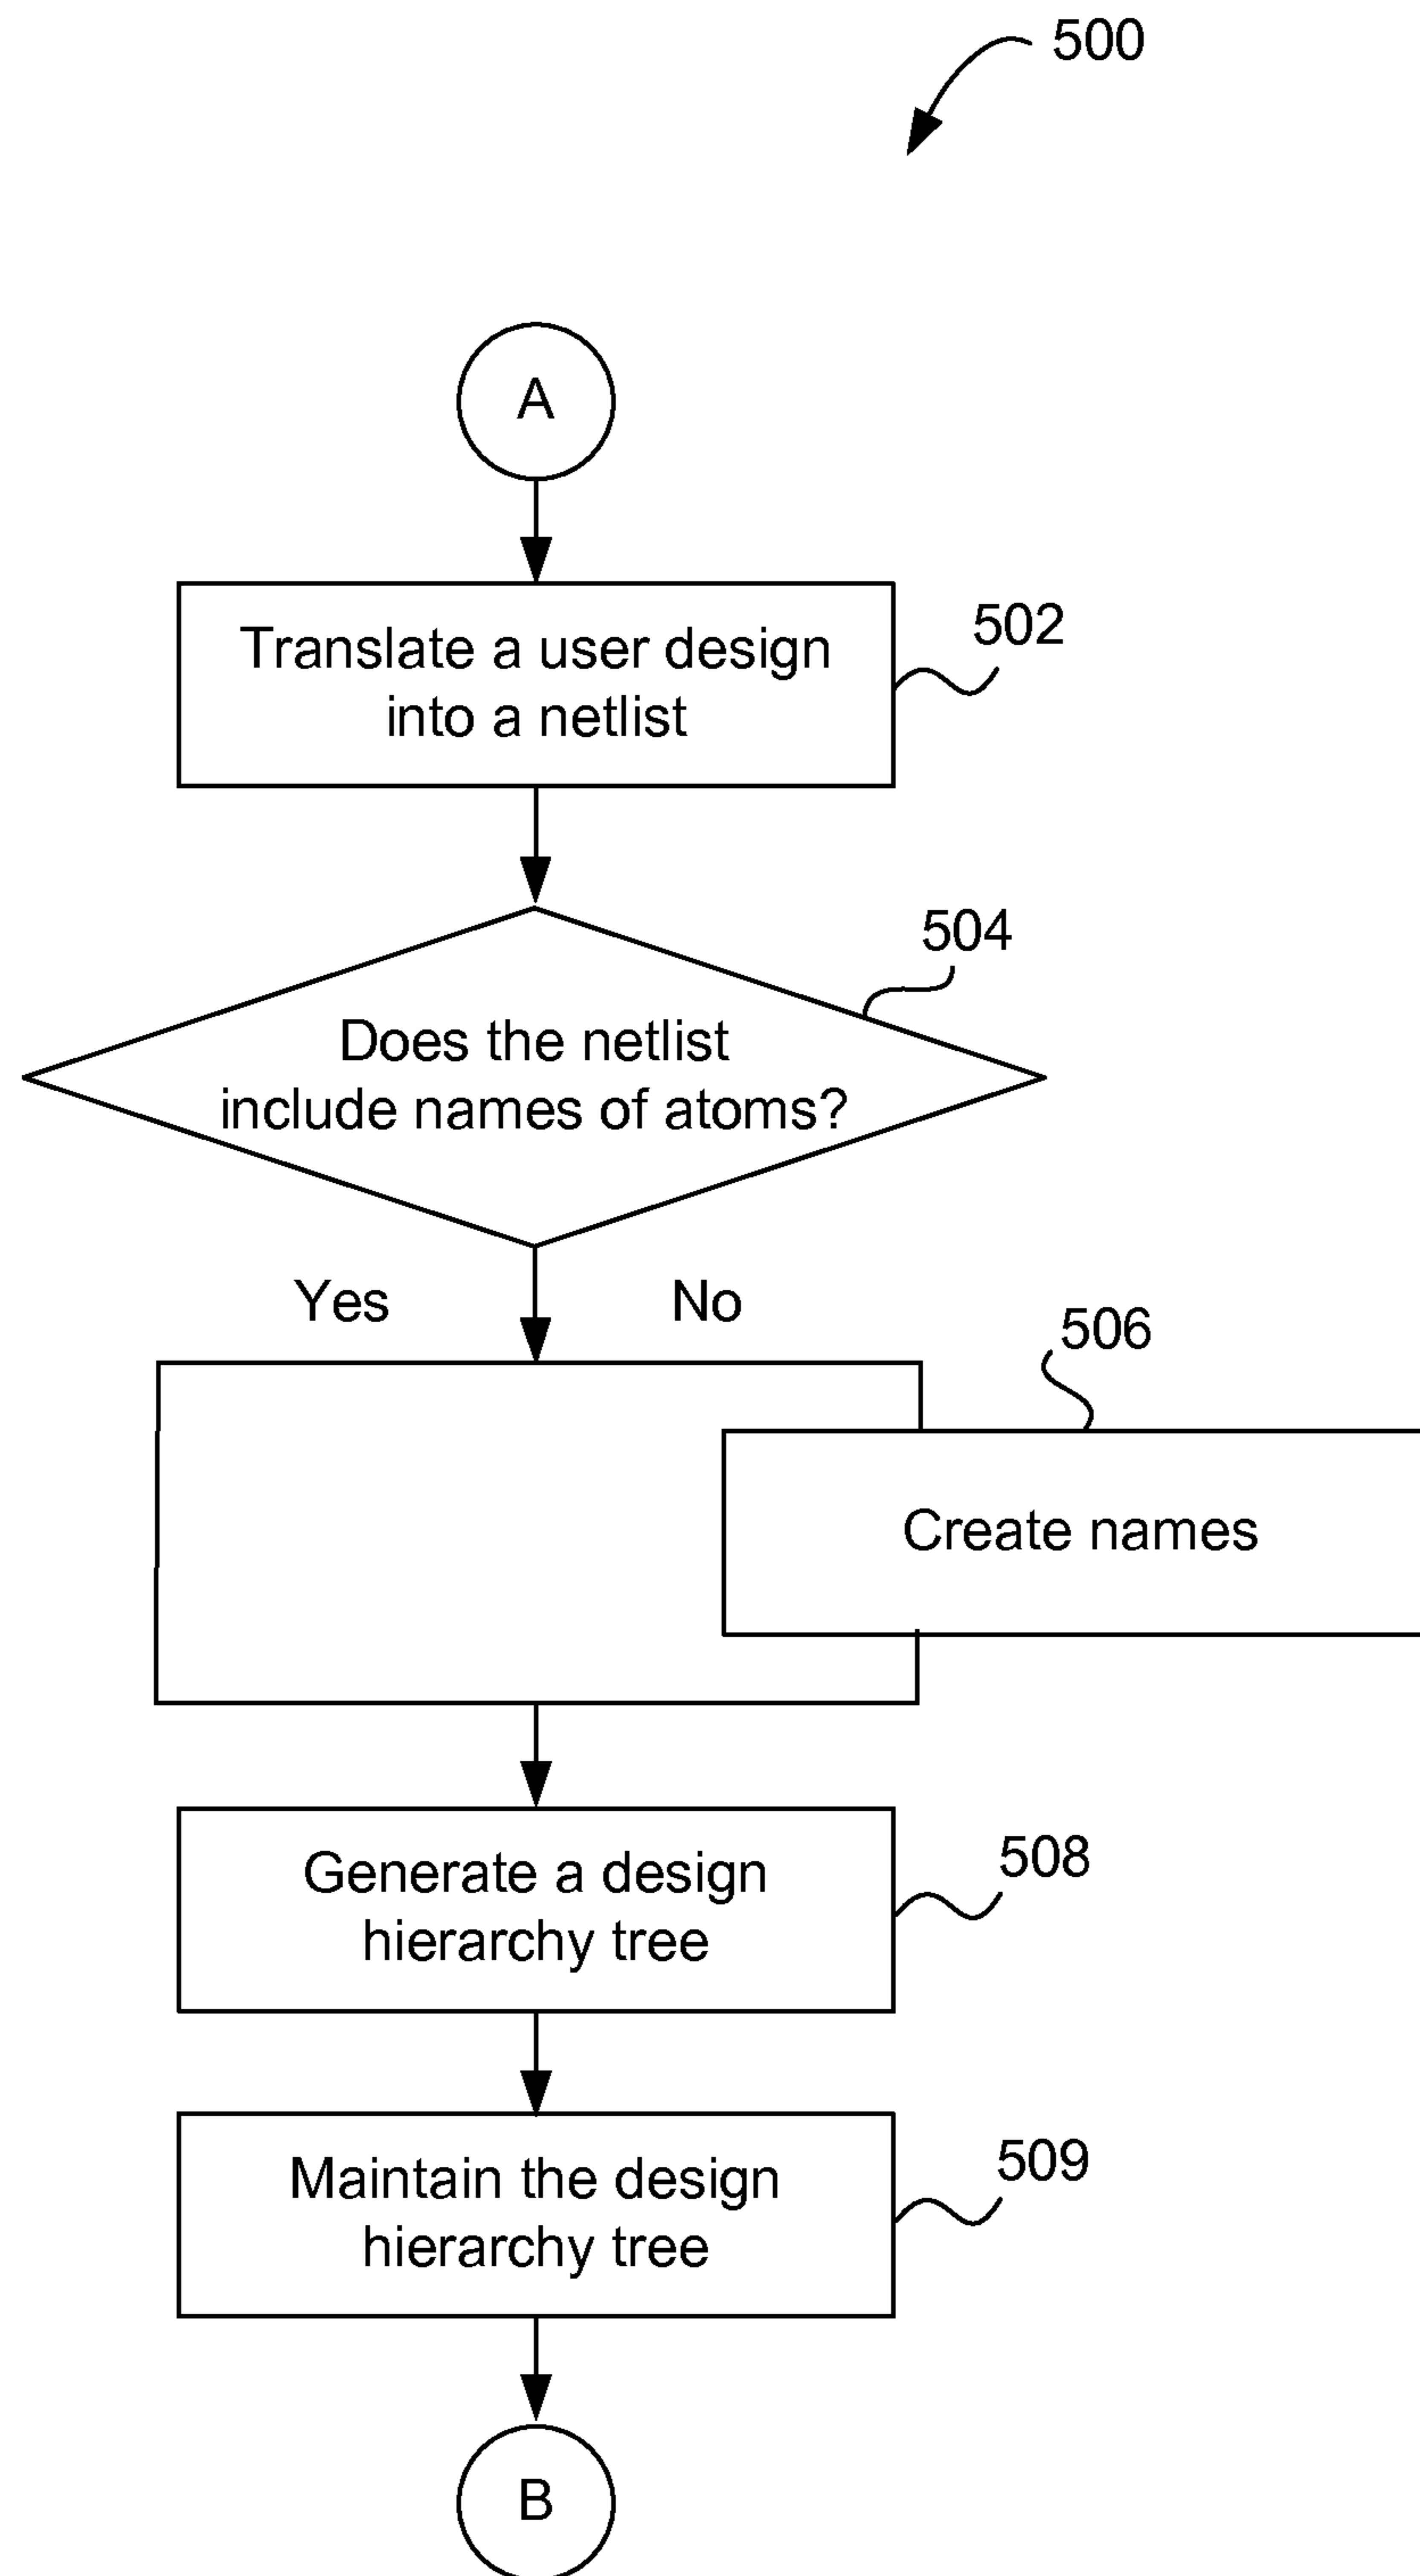 500
A
Translate a user design
into a netlist
502
504
Does the netlist
include names of atoms?
Yes
No
506
Create names
Generate a design
hierarchy tree
508
Maintain the design
hierarchy tree
509
B